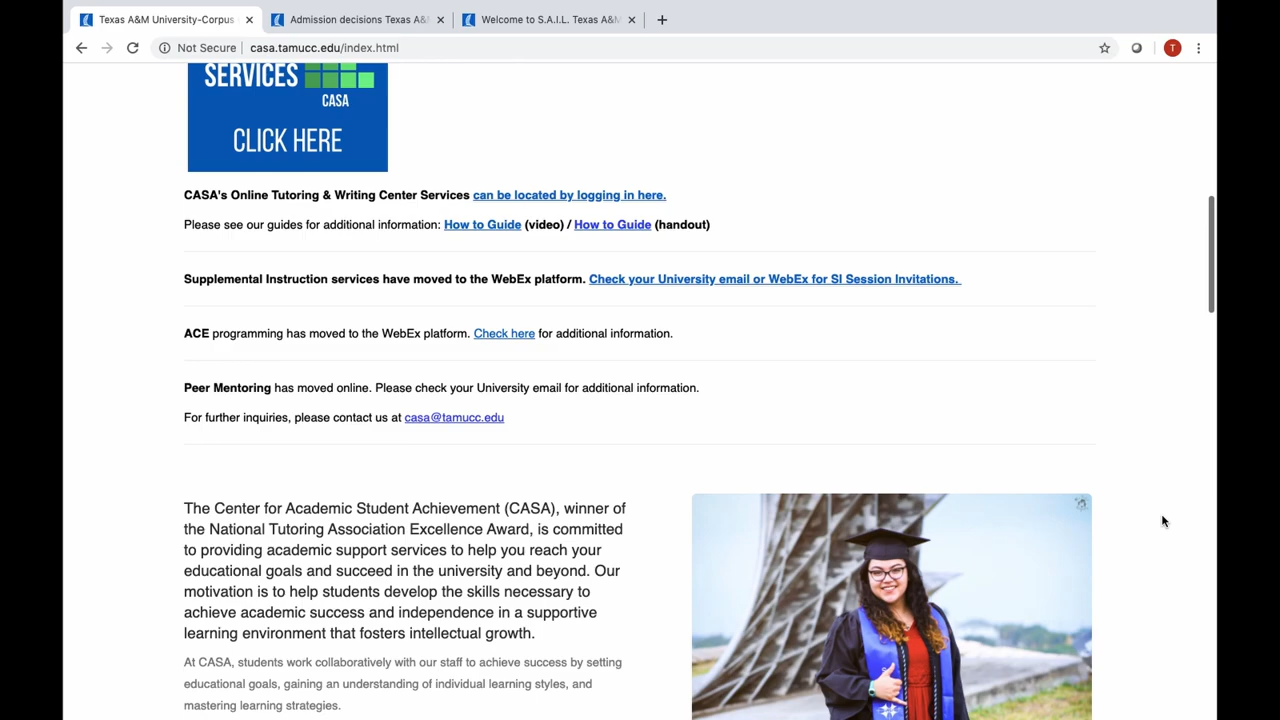 Texas A&M University-Corpus
Admission decisions Texas A&M
Welcome to S.A.I.L. Texas A&M
Not Secure
casa.tamucc.edu/index.html
T
SERVICES
CASA
CLICK HERE
CASA's Online Tutoring & Writing Center Services can be located by logging in here.
Please see our guides for additional information: How to Guide (video) / How to Guide (handout)
Supplemental Instruction services have moved to the WebEx platform. Check your University email or WebEx for SI Session Invitations.
ACE programming has moved to the WebEx platform. Check here for additional information.
Peer Mentoring has moved online. Please check your University email for additional information.
For further inquiries, please contact us at casa@tamucc.edu
The Center for Academic Student Achievement (CASA), winner of
the National Tutoring Association Excellence Award, is committed
to providing academic support services to help you reach your
educational goals and succeed in the university and beyond. Our
motivation is to help students develop the skills necessary to
achieve academic success and independence in a supportive
learning environment that fosters intellectual growth.
At CASA, students work collaboratively with our staff to achieve success by setting
educational goals, gaining an understanding of individual learning styles, and
mastering learning strategies.